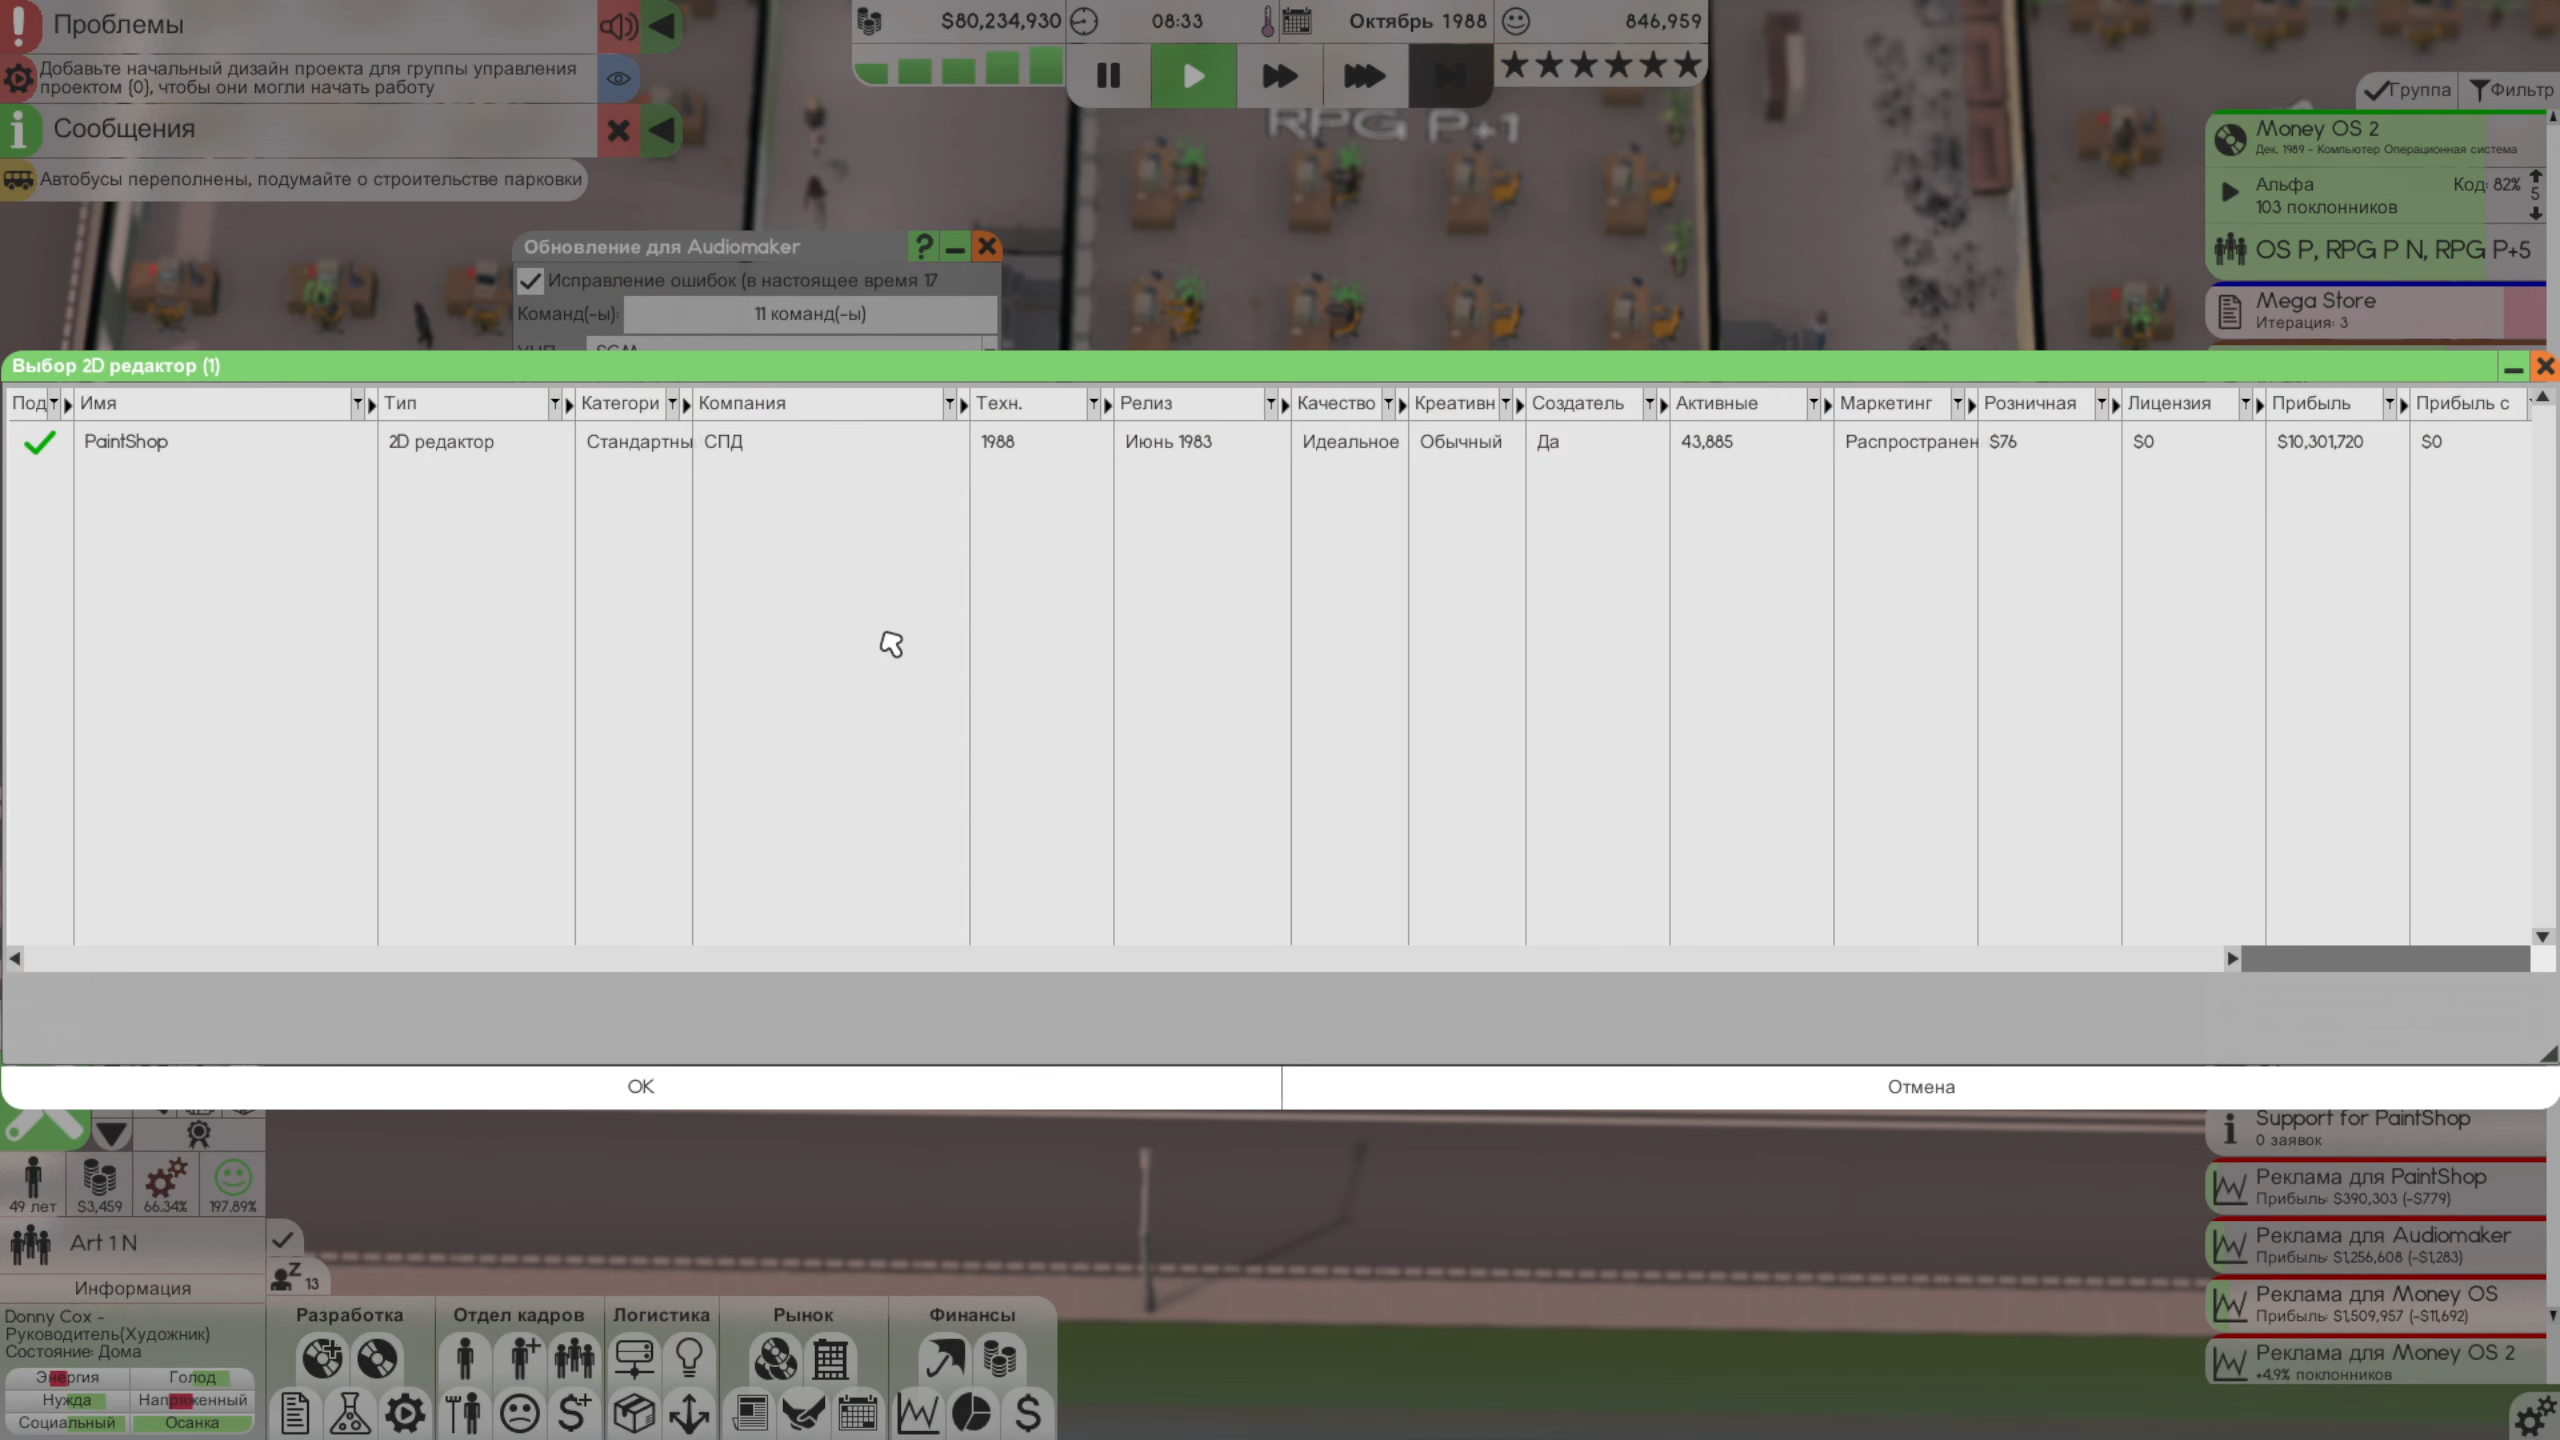 Проблемы
Добавьте начальный дизайн проекта для группы управления
проектом {0}, чтобы они могли начать работу
Сообщения
Автобусы переполнены, подумайте о строительстве парковки
$80,234,930
08:33
Октябрь 1988
846,959
RPG P+1
Группа
Фильтр
Money OS 2
Дек. 1989 - Компьютер Операционная система
Альфа
Код: 82%
5
103 поклонников
OS P, RPG P N, RPG P+5
Mega Store
Итерация: 3
Обновление для Audiomaker
?
Исправление ошибок (в настоящее время 17
Команд(-ы):
11 команд(-ы)
Выбор 2D редактор (1)
Под
Имя
Тип
Категори
Компания
Техн.
Релиз
Качество
Креативн
Создатель
Активные
Маркетинг
Розничная
Лицензия
Прибыль
Прибыль с
PaintShop
2D редактор
Стандартны
СПД
1988
Июнь 1983
Идеальное
Обычный
Да
43,885
Распространен
$76
$0
$10,301,720
$0
OK
Отмена
Support for PaintShop
0 заявок
Реклама для PaintShop
Прибыль: $390,303 (-$779)
Реклама для Audiomaker
Прибыль: $1,256,608 (-$1,283)
Реклама для Money OS
Прибыль: $1,509,957 (-$11,692)
Реклама для Money OS 2
+4.9% поклонников
49 лет
$3,459
66.34%
197.89%
Art 1 N
Информация
Donny Cox -
Руководитель(Художник)
Состояние: Дома
Энергия
Голод
Нужда
Напряженный
Социальный
Осанка
Z 13
Разработка
Отдел кадров
Логистика
Рынок
Финансы